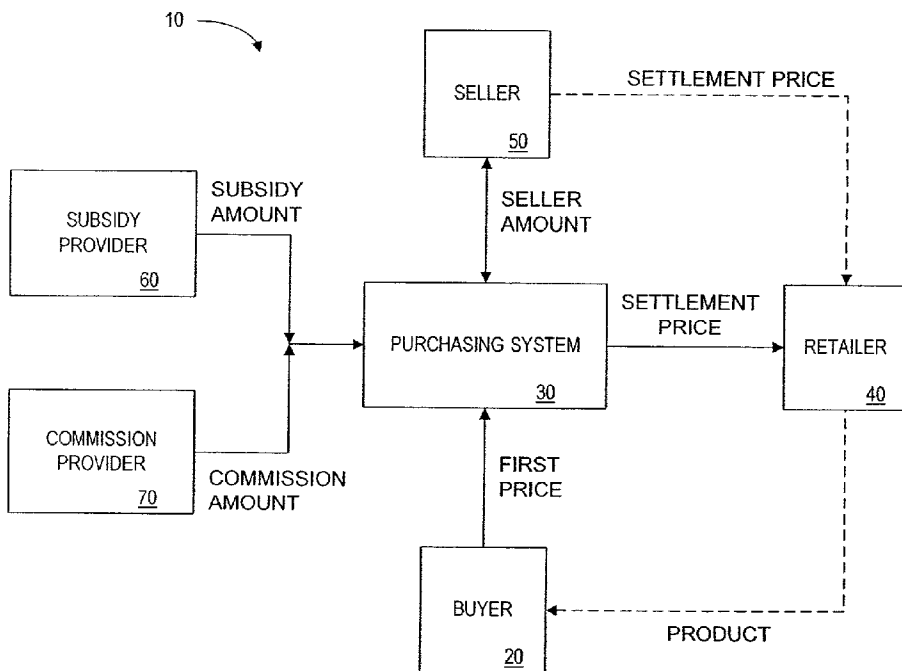 10
SELLER
50
SETTLEMENT PRICE
SUBSIDY
PROVIDER
60
SUBSIDY
AMOUNT
SELLER
AMOUNT
PURCHASING SYSTEM
30
SETTLEMENT
PRICE
RETAILER
40
COMMISSION
PROVIDER
70
COMMISSION
AMOUNT
FIRST
PRICE
BUYER
20
PRODUCT